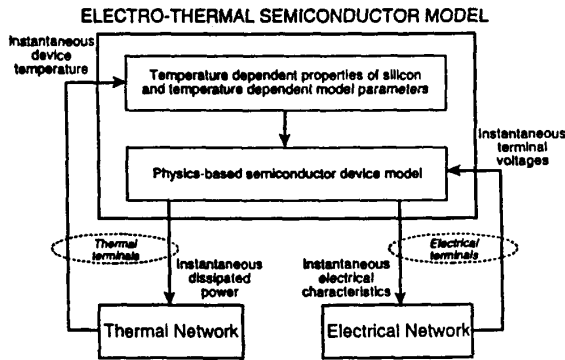 ELECTRO-THERMAL SEMICONDUCTOR MODEL
Instantaneous
device
temperature
Temperature dependent properties of silicon
and temperature dependent model parameters
Instantaneous
terminal
voltages
Physics-based semiconductor device model
Thermal
terminals
Electrical
terminals
Instantaneous
dissipated
power
Instantaneous
electrical
characteristics
Thermal Network
Electrical Network